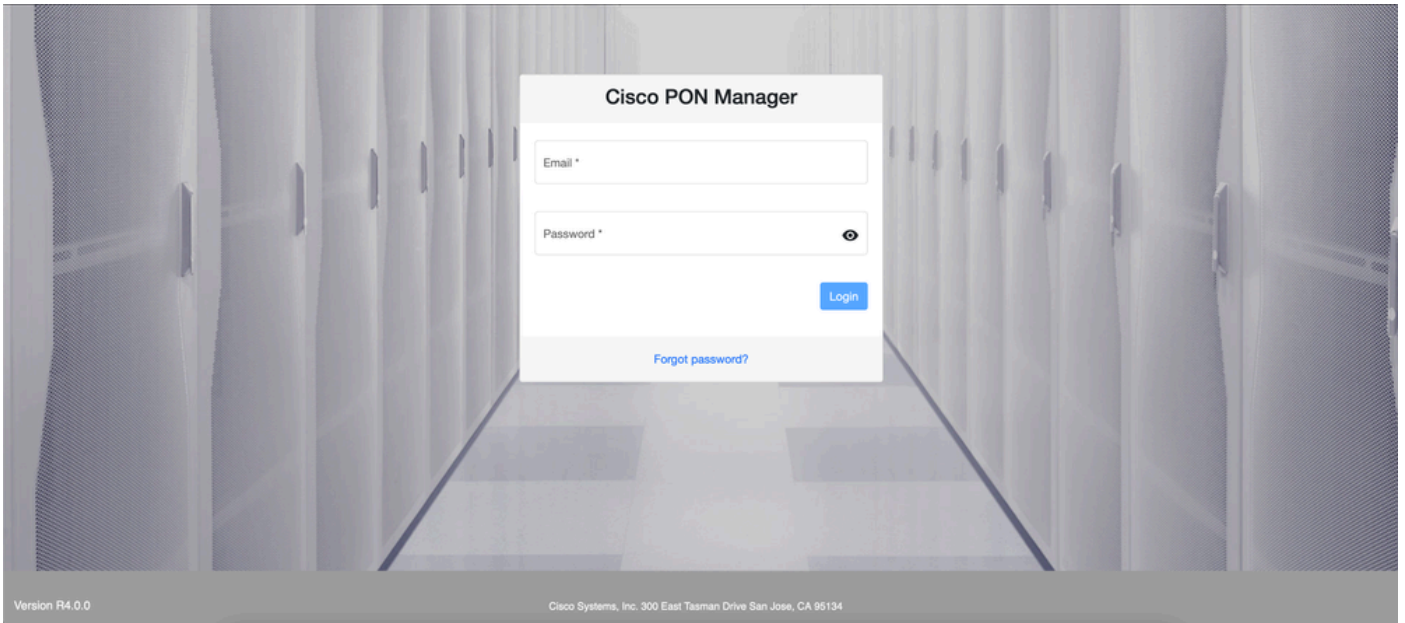 Cisco PON Manager
Email *
Password *
Login
Forgot password?
Version R4.0.0
Cisco Systems, Inc. 300 East Tasman Drive San Jose, CA 95134